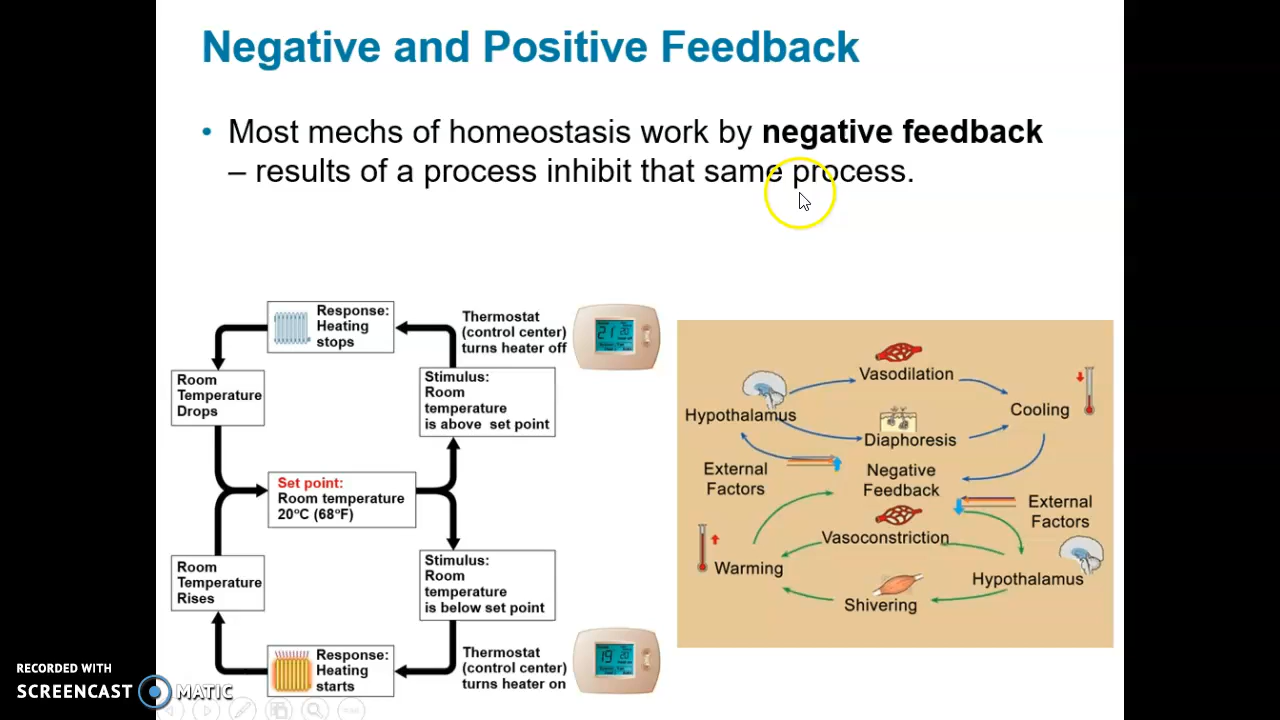 Negative and Positive Feedback
• Most mechs of homeostasis work by negative feedback
– results of a process inhibit that same process.
Response:
Heating
stops
Thermostat
(control center)
turns heater off
21
Room
Temperature
Drops
Stimulus:
Room
temperature
is above set point
Set point:
Room temperature
20°C (68°F)
Room
Temperature
Rises
Stimulus:
Room
temperature
is below set point
Response:
Heating
starts
Thermostat
(control center)
turns heater on
19
Vasodilation
Hypothalamus
Cooling
Diaphoresis
External
Factors
Negative
Feedback
External
Factors
Vasoconstriction
Warming
Hypothalamus
Shivering
RECORDED WITH
SCREENCAST MATIC